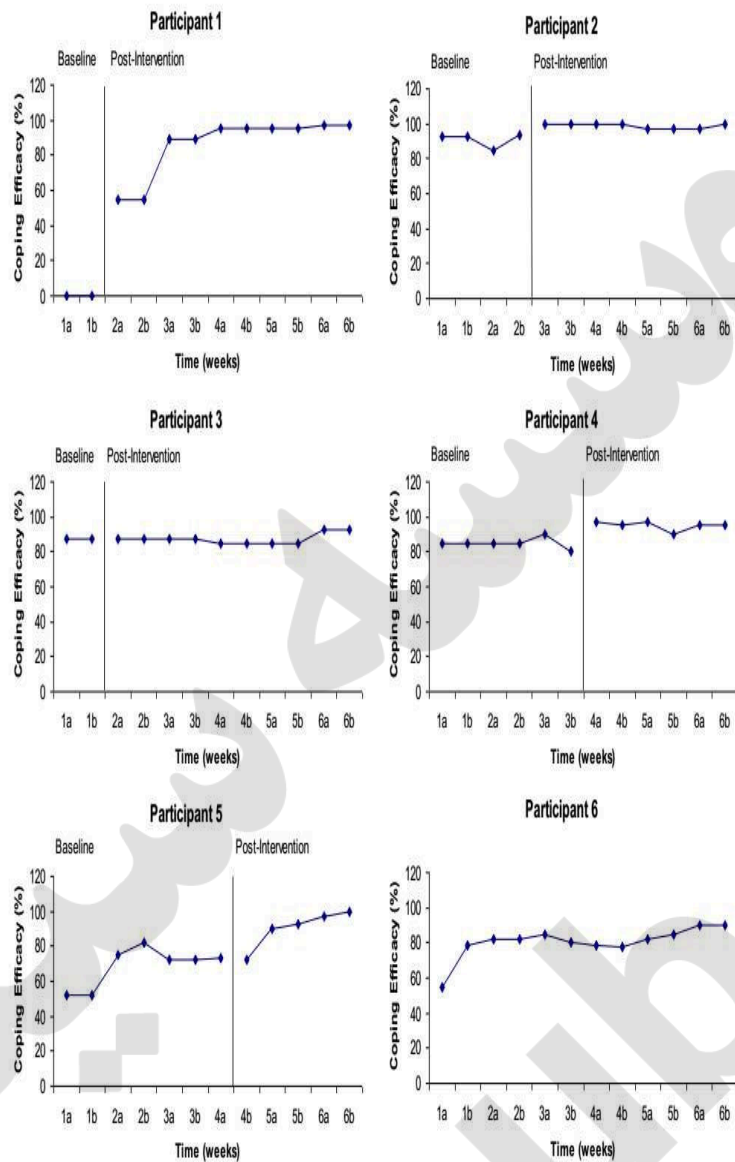 Participant 1
Baseline Post-Intervention
Coping Efficacy (%)
120
100
80
60
40
20
0
1a 1b 2a 2b 3a 3b 4a 4b 5a 5b 6a 6b
Time (weeks)
Participant 2
Baseline Post-Intervention
Coping Efficacy (%)
120
100
80
60
40
20
0
1a 1b 2a 2b 3a 3b 4a 4b 5a 5b 6a 6b
Time (weeks)
Participant 3
Baseline Post-Intervention
Coping Efficacy (%)
120
100
80
60
40
20
0
1a 1b 2a 2b 3a 3b 4a 4b 5a 5b 6a 6b
Time (weeks)
Participant 4
Baseline Post-Intervention
Coping Efficacy (%)
120
100
80
60
40
20
0
1a 1b 2a 2b 3a 3b 4a 4b 5a 5b 6a 6b
Time (weeks)
Participant 5
Baseline Post-Intervention
Coping Efficacy (%)
120
100
80
60
40
20
0
1a 1b 2a 2b 3a 3b 4a 4b 5a 5b 6a 6b
Time (weeks)
Participant 6
Coping Efficacy (%)
120
100
80
60
40
20
0
1a 1b 2a 2b 3a 3b 4a 4b 5a 5b 6a 6b
Time (weeks)